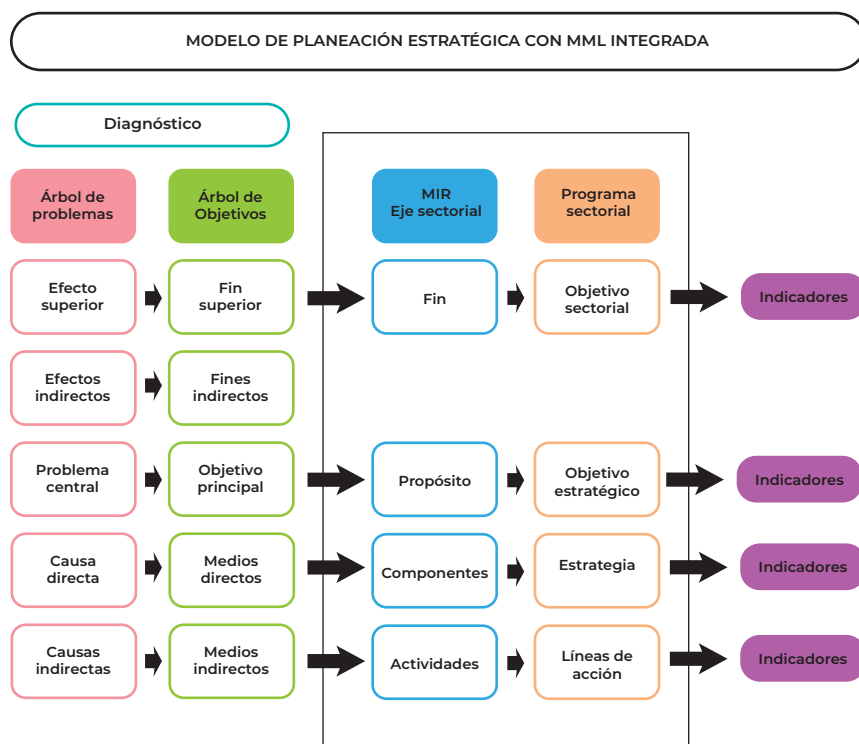 MODELO DE PLANEACIÓN ESTRATÉGICA CON MML INTEGRADA
Diagnóstico
Árbol de
problemas
Árbol de
Objetivos
MIR
Eje sectorial
Programa
sectorial
Efecto
superior
Fin
superior
Fin
Objetivo
sectorial
Indicadores
Efectos
indirectos
Fines
indirectos
Problema
central
Objetivo
principal
Propósito
Objetivo
estratégico
Indicadores
Causa
directa
Medios
directos
Componentes
Estrategia
Indicadores
Causas
indirectas
Medios
indirectos
Actividades
Líneas de
acción
Indicadores